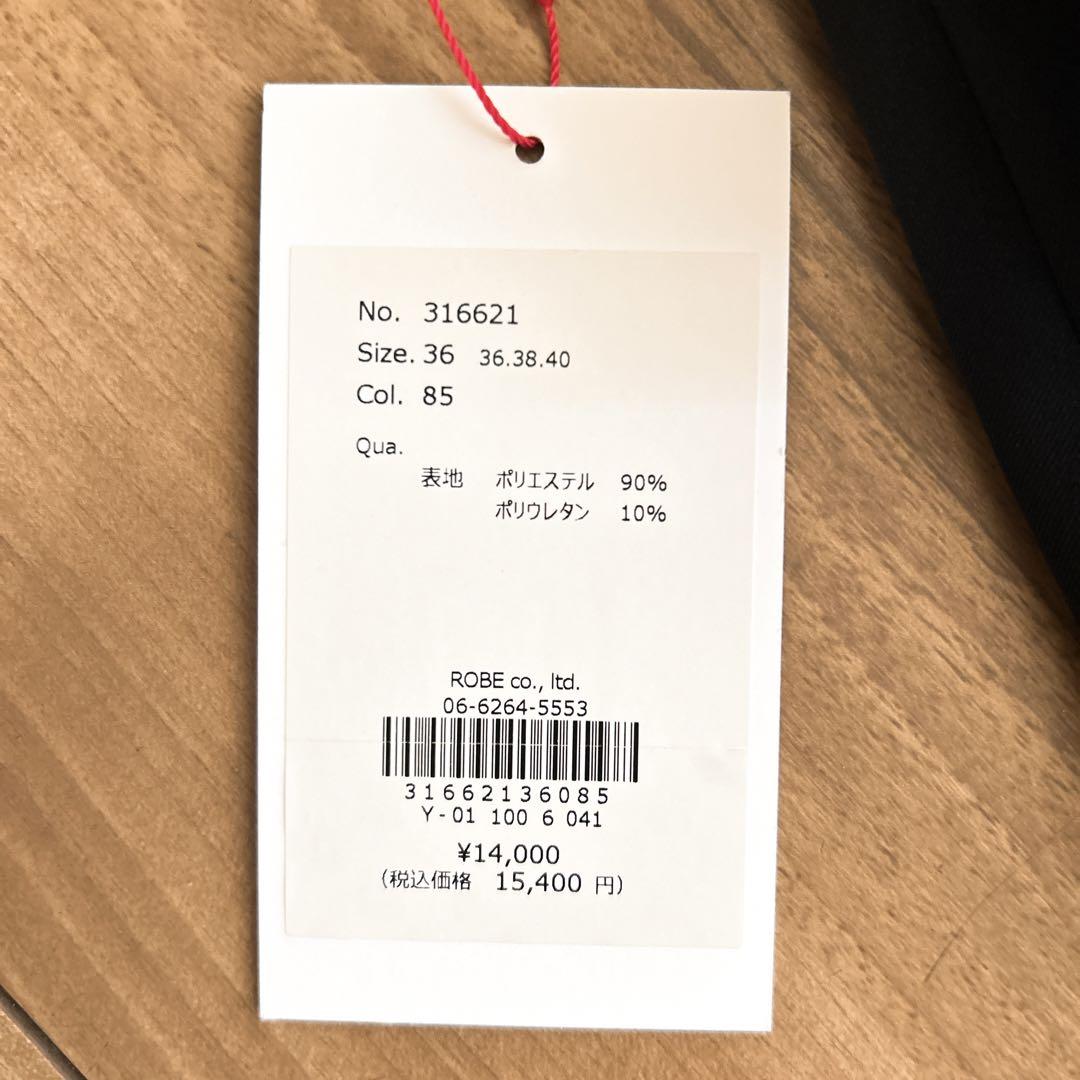 No. 316621
Size. 36 36.38.40
Col. 85
Qua.
表地 ポリエステル 90%
ポリウレタン 10%
ROBE co., ltd.
06-6264-5553
31662136085
Y-01 100 6 041
¥14,000
(税込価格 15,400 円)